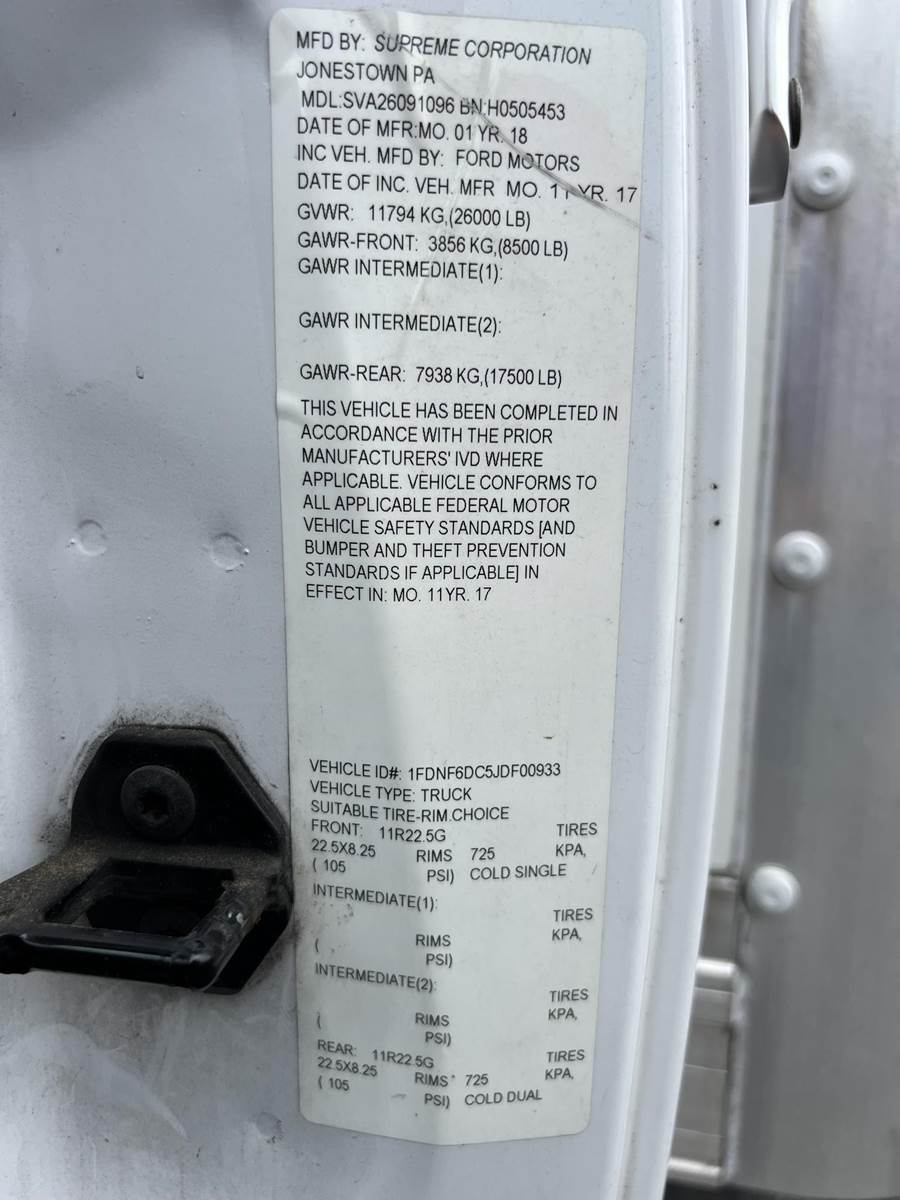 MFD BY: SUPREME CORPORATION
JONESTOWN PA
MDL:SVA26091096 BN:H0505453
DATE OF MFR:MO. 01 YR. 18
INC VEH. MFD BY: FORD MOTORS
DATE OF INC. VEH. MFR MO. 11 YR. 17
GVWR: 11794 KG,(26000 LB)
GAWR-FRONT: 3856 KG,(8500 LB)
GAWR INTERMEDIATE(1):
GAWR INTERMEDIATE(2):
GAWR-REAR: 7938 KG,(17500 LB)
THIS VEHICLE HAS BEEN COMPLETED IN
ACCORDANCE WITH THE PRIOR
MANUFACTURERS' IVD WHERE
APPLICABLE. VEHICLE CONFORMS TO
ALL APPLICABLE FEDERAL MOTOR
VEHICLE SAFETY STANDARDS [AND
BUMPER AND THEFT PREVENTION
STANDARDS IF APPLICABLE] IN
EFFECT IN: MO. 11YR. 17
VEHICLE ID#: 1FDNF6DC5JDF00933
VEHICLE TYPE: TRUCK
SUITABLE TIRE-RIM.CHOICE
FRONT: 11R22.5G TIRES
22.5X8.25 RIMS 725 KPA,
( 105 PSI) COLD SINGLE
INTERMEDIATE(1):
TIRES
RIMS KPA,
( PSI)
INTERMEDIATE(2):
TIRES
RIMS KPA,
( PSI)
REAR: 11R22.5G TIRES
22.5X8.25 RIMS 725 KPA,
( 105 PSI) COLD DUAL